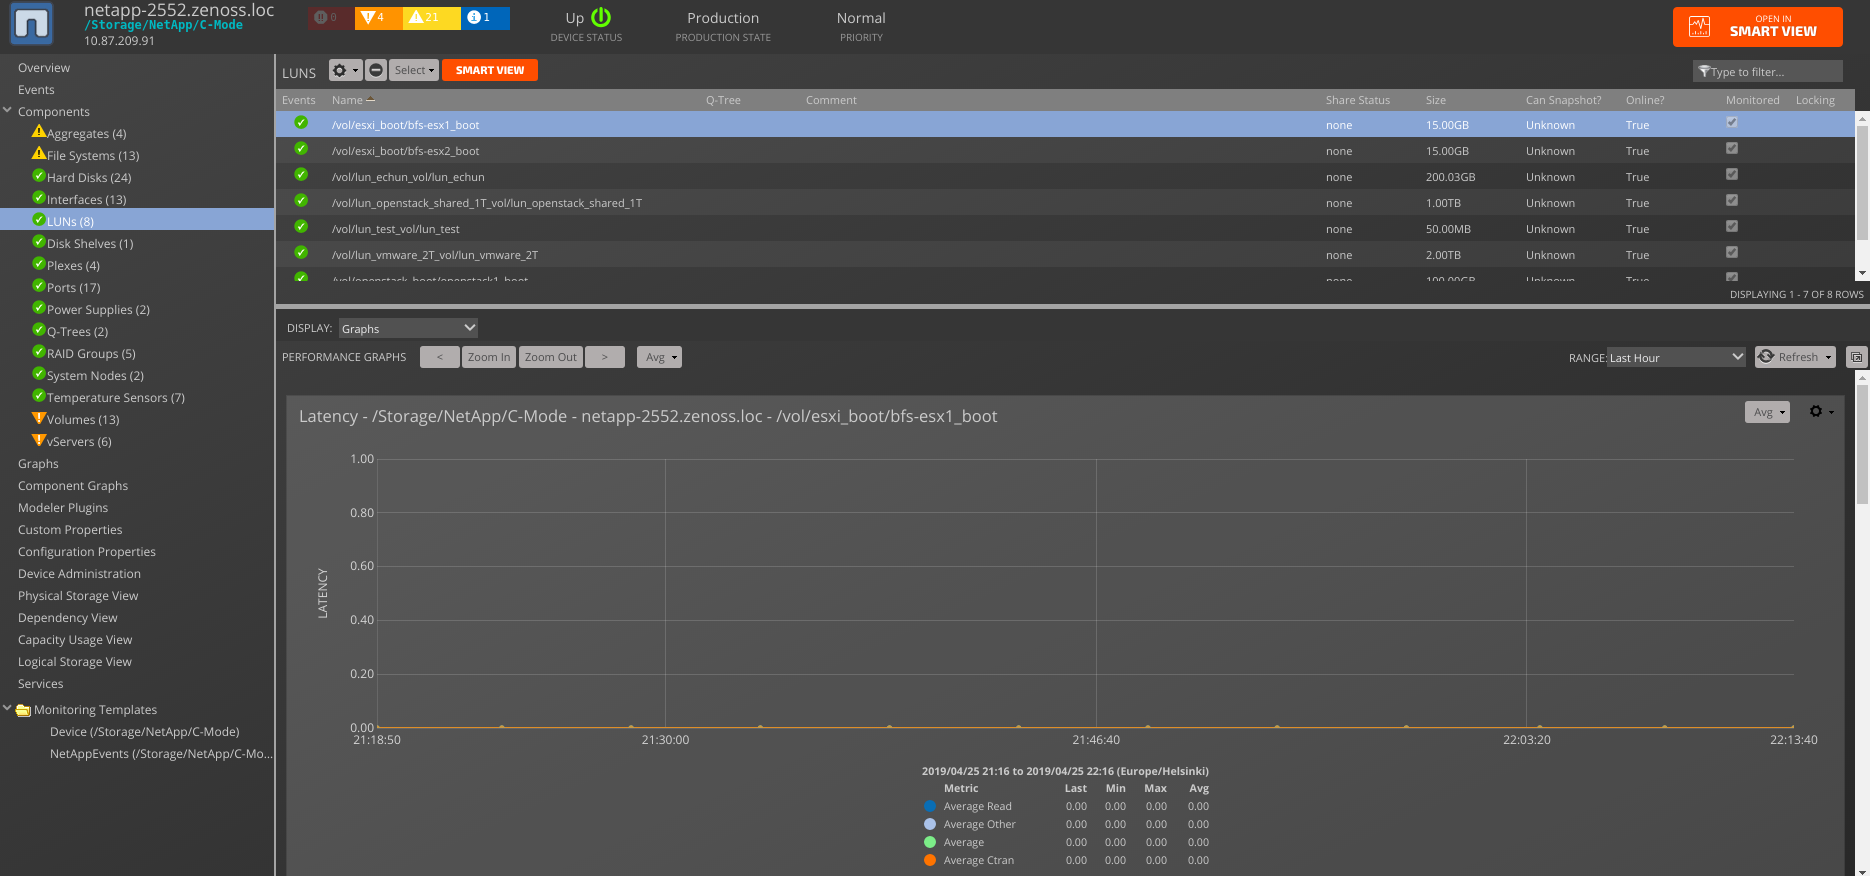 netapp-2552.zenoss.loc
/Storage/NetApp/C-Mode
10.87.209.91
0 4 21 1
Up
DEVICE STATUS
Production
PRODUCTION STATE
Normal
PRIORITY
OPEN IN
SMART VIEW
Overview
Events
Components
Aggregates (4)
File Systems (13)
Hard Disks (24)
Interfaces (13)
LUNs (8)
Disk Shelves (1)
Plexes (4)
Ports (17)
Power Supplies (2)
Q-Trees (2)
RAID Groups (5)
System Nodes (2)
Temperature Sensors (7)
Volumes (13)
vServers (6)
Graphs
Component Graphs
Modeler Plugins
Custom Properties
Configuration Properties
Device Administration
Physical Storage View
Dependency View
Capacity Usage View
Logical Storage View
Services
Monitoring Templates
Device (/Storage/NetApp/C-Mode)
NetAppEvents (/Storage/NetApp/C-Mo...
LUNS Select SMART VIEW Type to filter...
Events Name Q-Tree Comment Share Status Size Can Snapshot? Online? Monitored Locking
/vol/esxi_boot/bfs-esx1_boot none 15.00GB Unknown True
/vol/esxi_boot/bfs-esx2_boot none 15.00GB Unknown True
/vol/lun_echun_vol/lun_echun none 200.03GB Unknown True
/vol/lun_openstack_shared_1T_vol/lun_openstack_shared_1T none 1.00TB Unknown True
/vol/lun_test_vol/lun_test none 50.00MB Unknown True
/vol/lun_vmware_2T_vol/lun_vmware_2T none 2.00TB Unknown True
/vol/openstack_boot/openstack1_boot none 100.00GB Unknown True
DISPLAYING 1 - 7 OF 8 ROWS
DISPLAY: Graphs
PERFORMANCE GRAPHS < Zoom In Zoom Out > Avg RANGE: Last Hour Refresh
Latency - /Storage/NetApp/C-Mode - netapp-2552.zenoss.loc - /vol/esxi_boot/bfs-esx1_boot Avg
LATENCY
1.00
0.80
0.60
0.40
0.20
0.00
21:18:50 21:30:00 21:46:40 22:03:20 22:13:40
2019/04/25 21:16 to 2019/04/25 22:16 (Europe/Helsinki)
Metric Last Min Max Avg
Average Read 0.00 0.00 0.00 0.00
Average Other 0.00 0.00 0.00 0.00
Average 0.00 0.00 0.00 0.00
Average Ctran 0.00 0.00 0.00 0.00